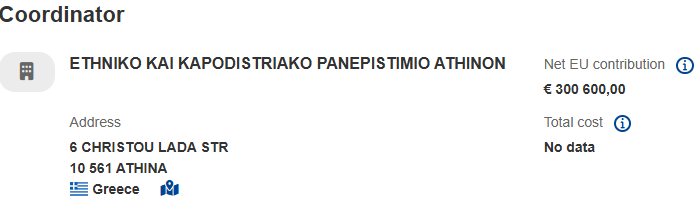 Coordinator
ETHNIKO KAI KAPODISTRIAKO PANEPISTIMIO ATHINON
Net EU contribution
€ 300 600,00
Address
6 CHRISTOU LADA STR
10 561 ATHINA
Greece
Total cost
No data